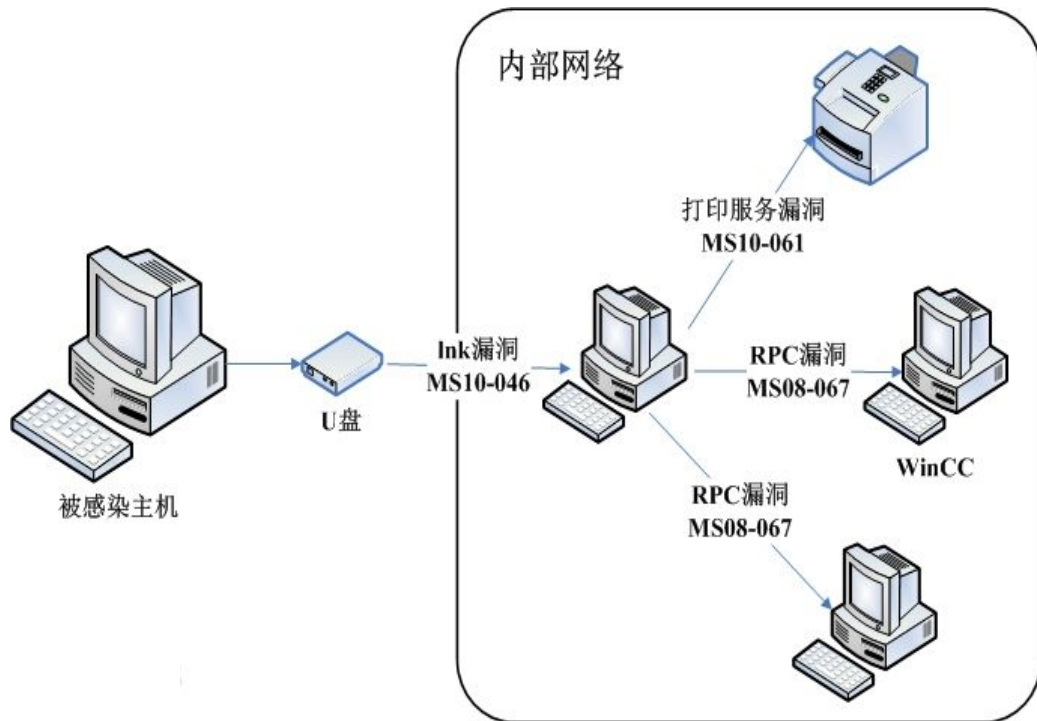 内部网络
打印服务漏洞
MS10-061
lnk漏洞
MS10-046
RPC漏洞
MS08-067
U盘
WinCC
被感染主机
RPC漏洞
MS08-067